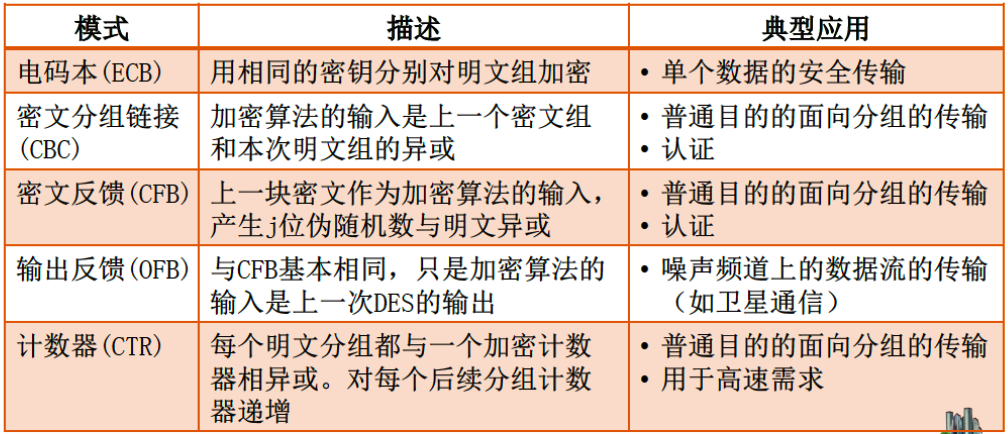 模式 描述 典型应用
电码本(ECB) 用相同的密钥分别对明文组加密 • 单个数据的安全传输
密文分组链接 加密算法的输入是上一个密文组 • 普通目的的面向分组的传输
(CBC) 和本次明文组的异或 • 认证
密文反馈(CFB) 上一块密文作为加密算法的输入， • 普通目的的面向分组的传输
产生j位伪随机数与明文异或 • 认证
输出反馈(OFB) 与CFB基本相同，只是加密算法的 • 噪声频道上的数据流的传输
输入是上一次DES的输出 （如卫星通信）
计数器(CTR) 每个明文分组都与一个加密计数 • 普通目的的面向分组的传输
器相异或。对每个后续分组计数 • 用于高速需求
器递增